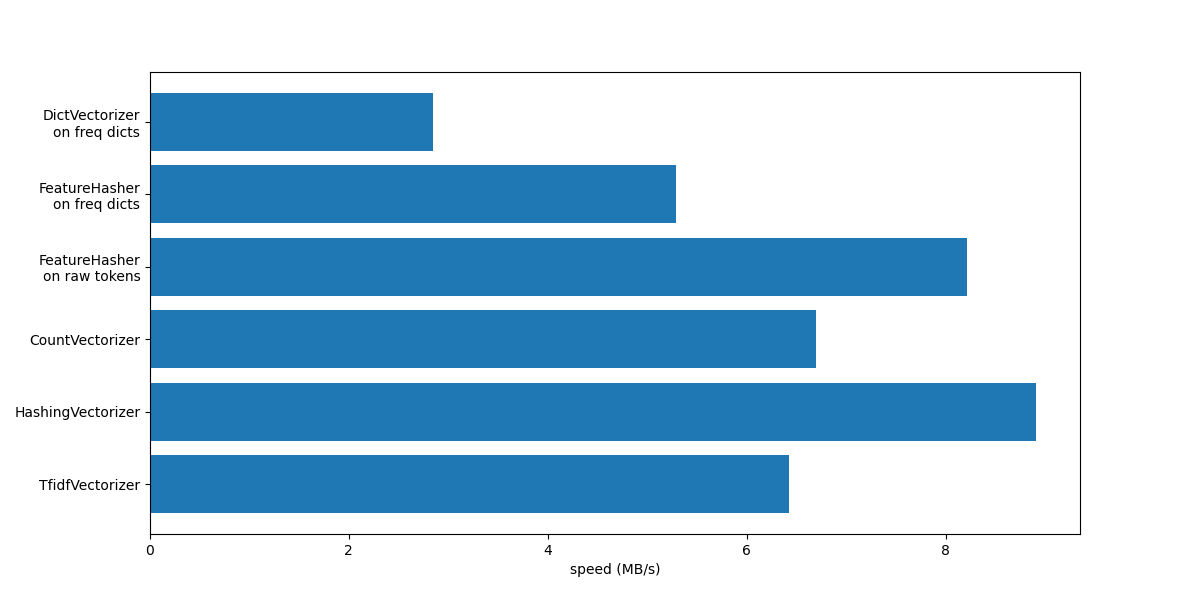 DictVectorizer
on freq dicts
FeatureHasher
on freq dicts
FeatureHasher
on raw tokens
CountVectorizer
HashingVectorizer
TfidfVectorizer
0 2 4 6 8
speed (MB/s)